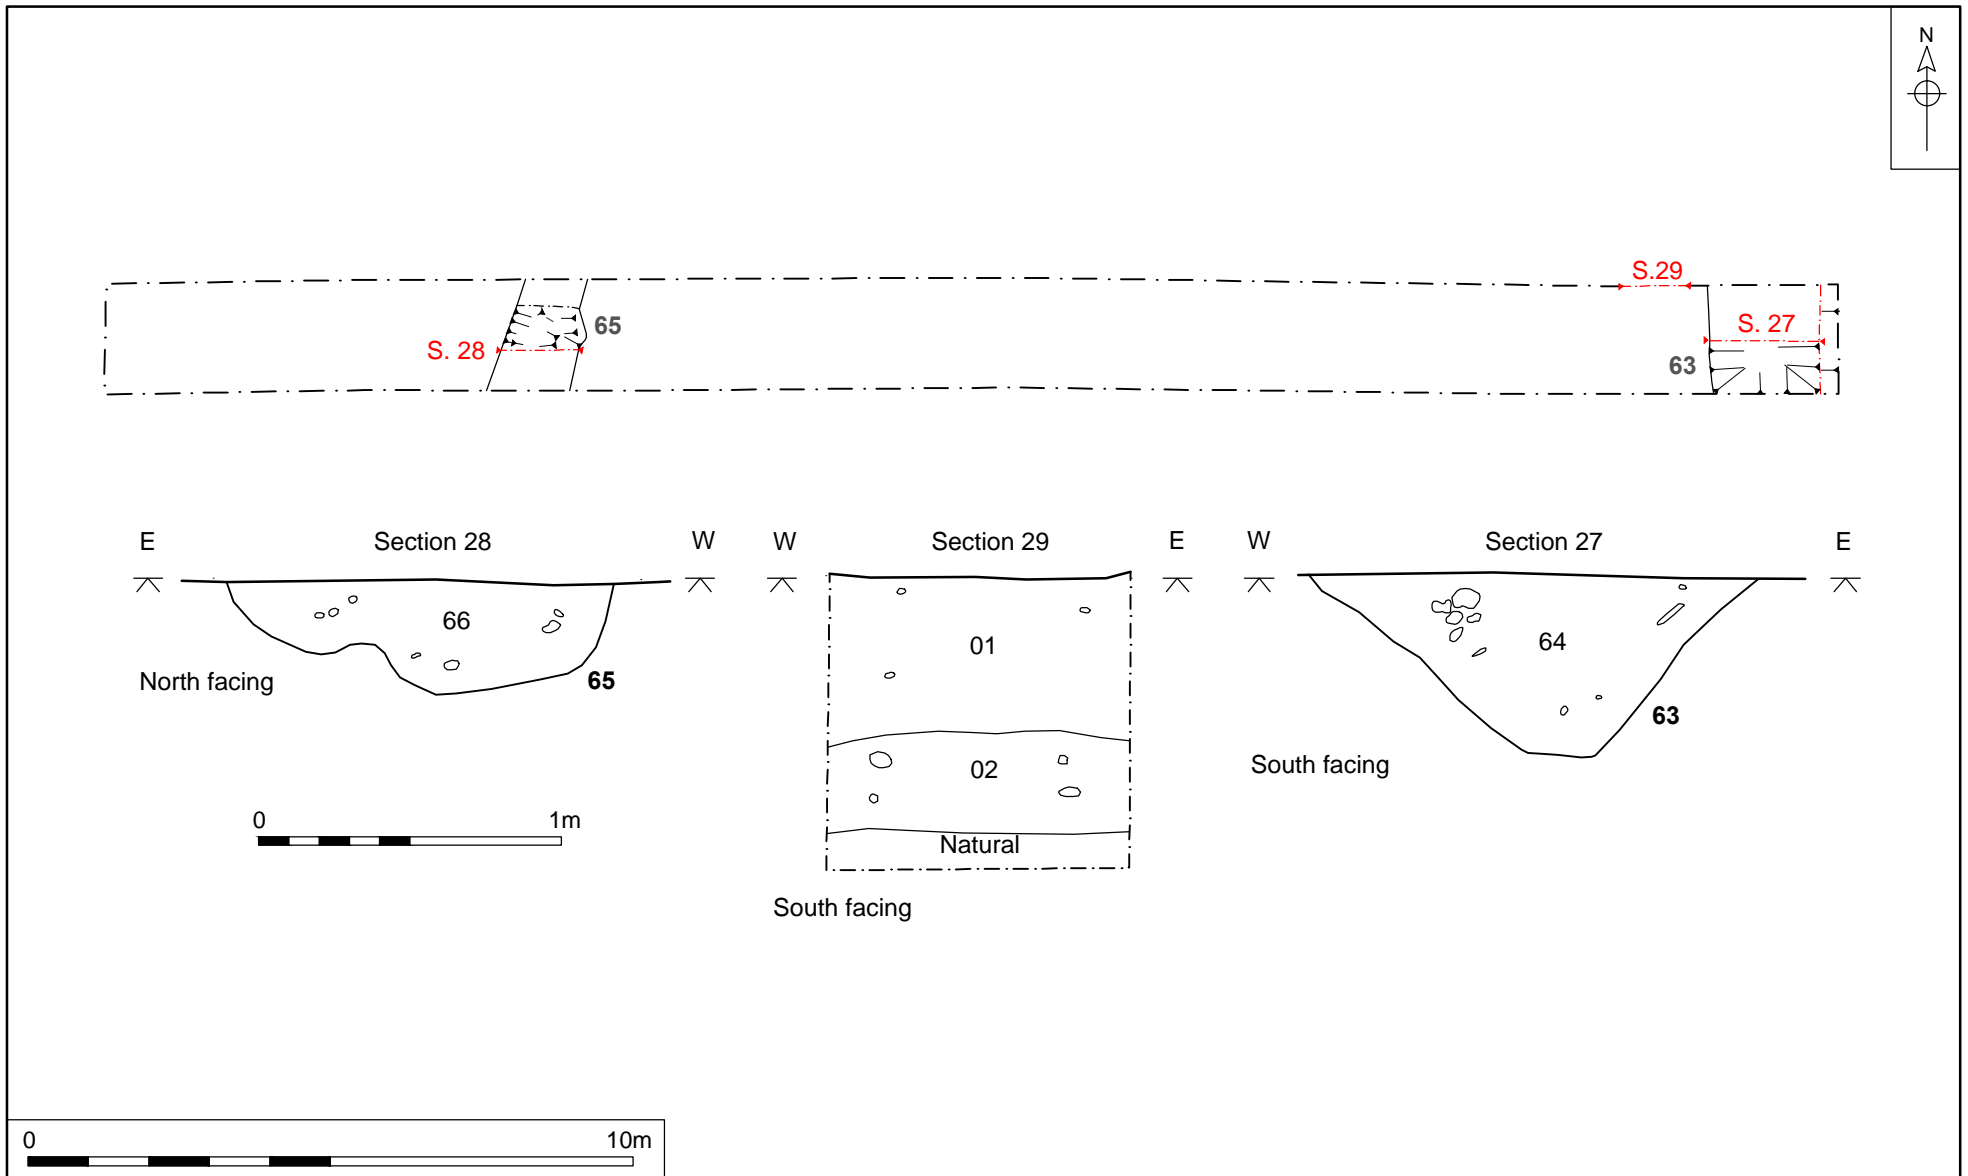 N
S.29
S. 27
65
S. 28
63
E Section 28 W
W Section 29 E
W Section 27 E
66
01
64
North facing
65
63
02
South facing
0 1m
Natural
South facing
0 10m